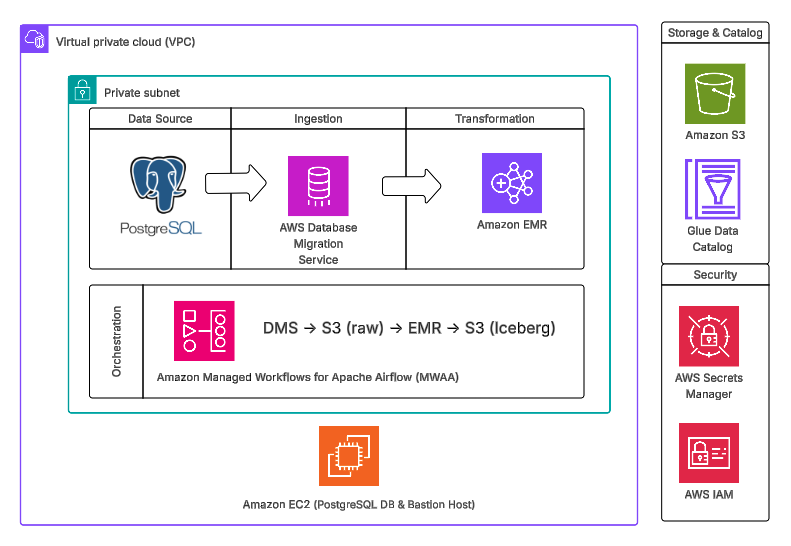 Virtual private cloud (VPC)
Private subnet
Data Source
Ingestion
Transformation
PostgreSQL
AWS Database
Migration
Service
Amazon EMR
Orchestration
DMS → S3 (raw) → EMR → S3 (Iceberg)
Amazon Managed Workflows for Apache Airflow (MWAA)
Amazon EC2 (PostgreSQL DB & Bastion Host)
Storage & Catalog
Amazon S3
Glue Data
Catalog
Security
AWS Secrets
Manager
AWS IAM